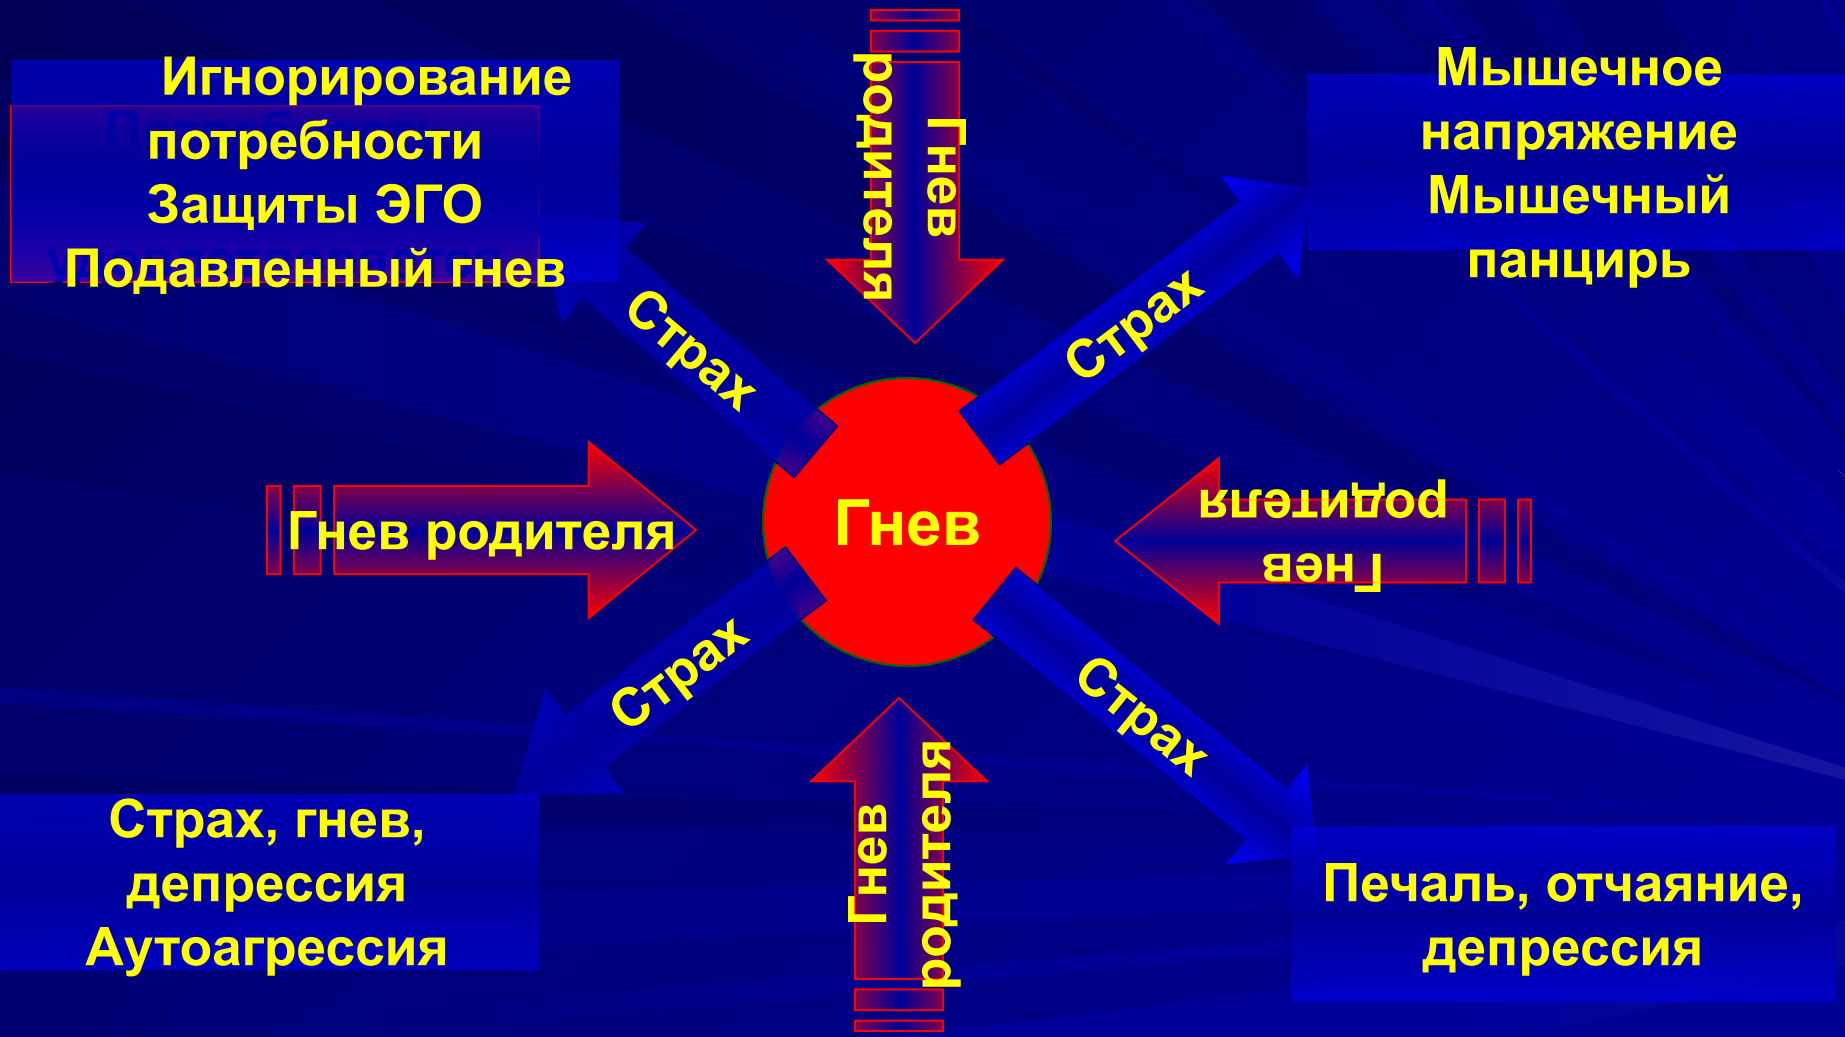 Игнорирование
потребности
Защиты ЭГО
Подавленный гнев
Гнев
родителя
Мышечное
напряжение
Мышечный
панцирь
Страх
Страх
Гнев родителя
Гнев
Гнев
родителя
Страх
Страх
Гнев
родителя
Страх, гнев,
депрессия
Аутоагрессия
Печаль, отчаяние,
депрессия